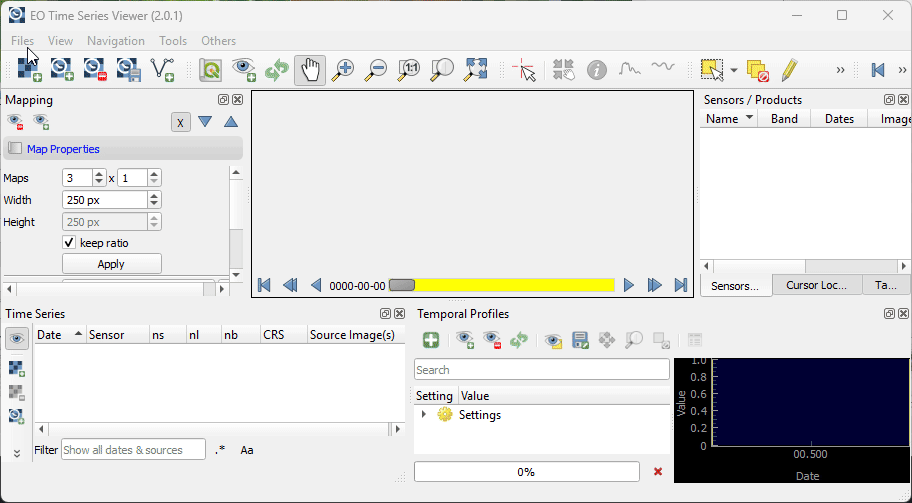 EO Time Series Viewer (2.0.1)
Files View Navigation Tools Others
1:1 i » »
Mapping
x
Map Properties
Maps 3 x 1
Width 250 px
Height 250 px
keep ratio
Apply
0000-00-00
Sensors / Products
Name Band Dates Image
Sensors... Cursor Loc... Ta...
Time Series
Date Sensor ns nl nb CRS Source Image(s)
Filter Show all dates & sources .* Aa
Temporal Profiles
Search
Setting Value
Settings
0%
1.0
0.8
0.6
0.4
0.2
0
Value
00.500
Date